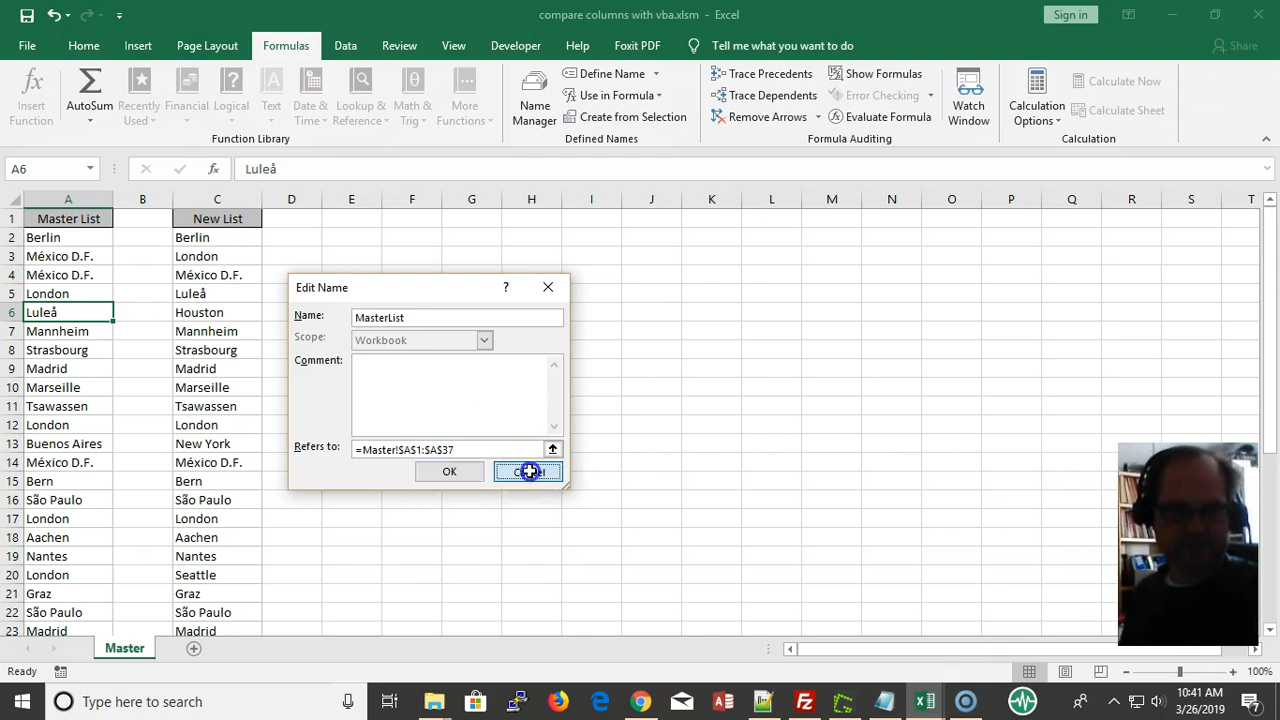 compare columns with vba.xlsm - Excel
Sign in
File Home Insert Page Layout Formulas Data Review View Developer Help Foxit PDF Tell me what you want to do Share
Insert Function
AutoSum
Recently Used
Financial
Logical
Text
Date & Time
Lookup & Reference
Math & Trig
More Functions
Function Library
Name Manager
Define Name
Use in Formula
Create from Selection
Defined Names
Trace Precedents
Trace Dependents
Remove Arrows
Show Formulas
Error Checking
Evaluate Formula
Formula Auditing
Watch Window
Calculation Options
Calculate Now
Calculate Sheet
Calculation
A6 fx Luleå
A B C D E F G H I J K L M N O P Q R S T
1 Master List New List
2 Berlin Berlin
3 México D.F. London
4 México D.F. México D.F.
5 London Luleå
6 Luleå Houston
7 Mannheim Mannheim
8 Strasbourg Strasbourg
9 Madrid Madrid
10 Marseille Marseille
11 Tsawassen Tsawassen
12 London London
13 Buenos Aires New York
14 México D.F. México D.F.
15 Bern Bern
16 São Paulo São Paulo
17 London London
18 Aachen Aachen
19 Nantes Nantes
20 London Seattle
21 Graz Graz
22 São Paulo São Paulo
23 Madrid Madrid
Edit Name ?
Name: MasterList
Scope: Workbook
Comment:
Refers to: =Master!$A$1:$A$37
OK
Master
Ready 100%
Type here to search
10:41 AM
3/26/2019
7